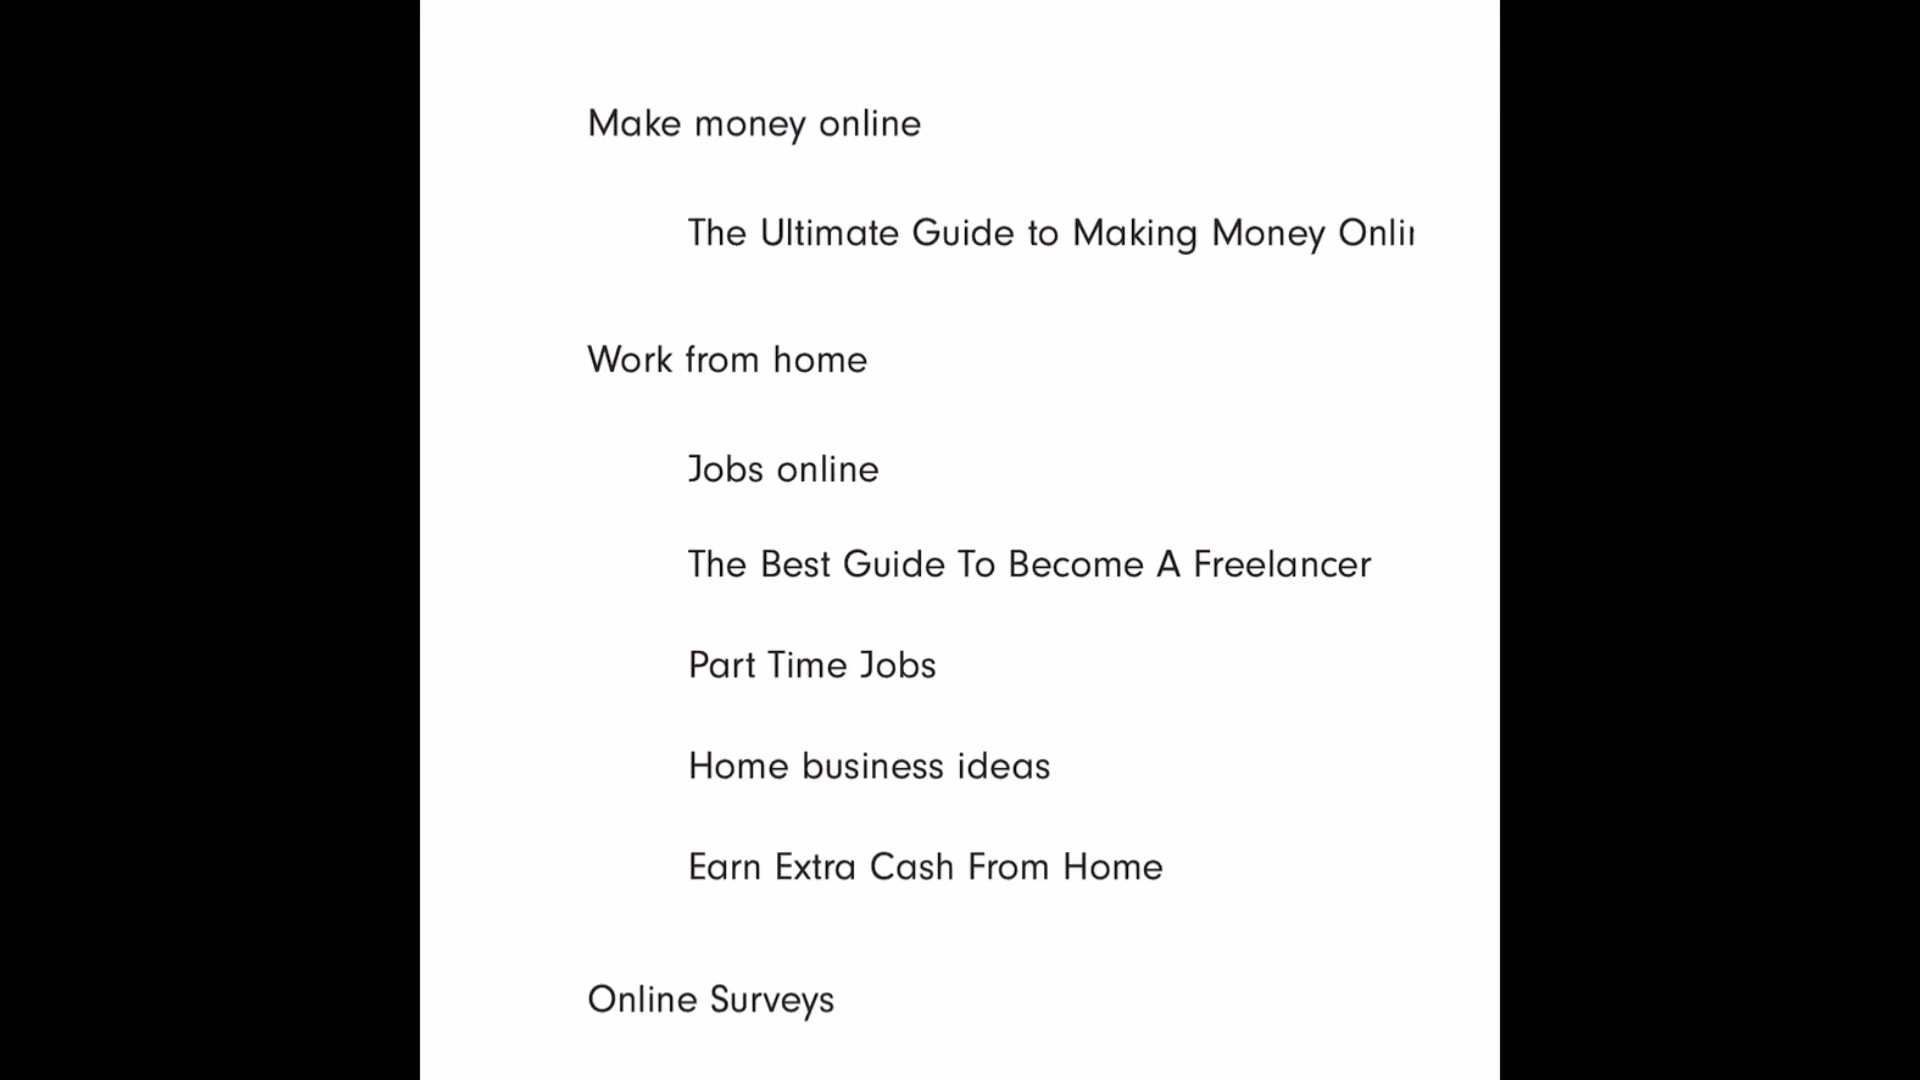 Make money online
The Ultimate Guide to Making Money
Work from home
Jobs online
The Best Guide To Become A Freelancer
Part Time Jobs
Home business ideas
Earn Extra Cash From Home
Online Surveys